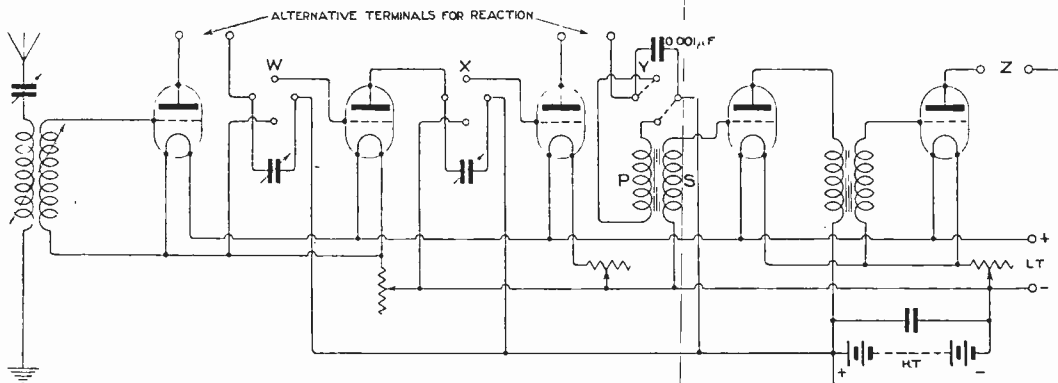 ALTERNATIVE TERMINALS FOR REACTION
0.001μF
W
X
Y
Z
P
S
+
LT
-
+
HT
-